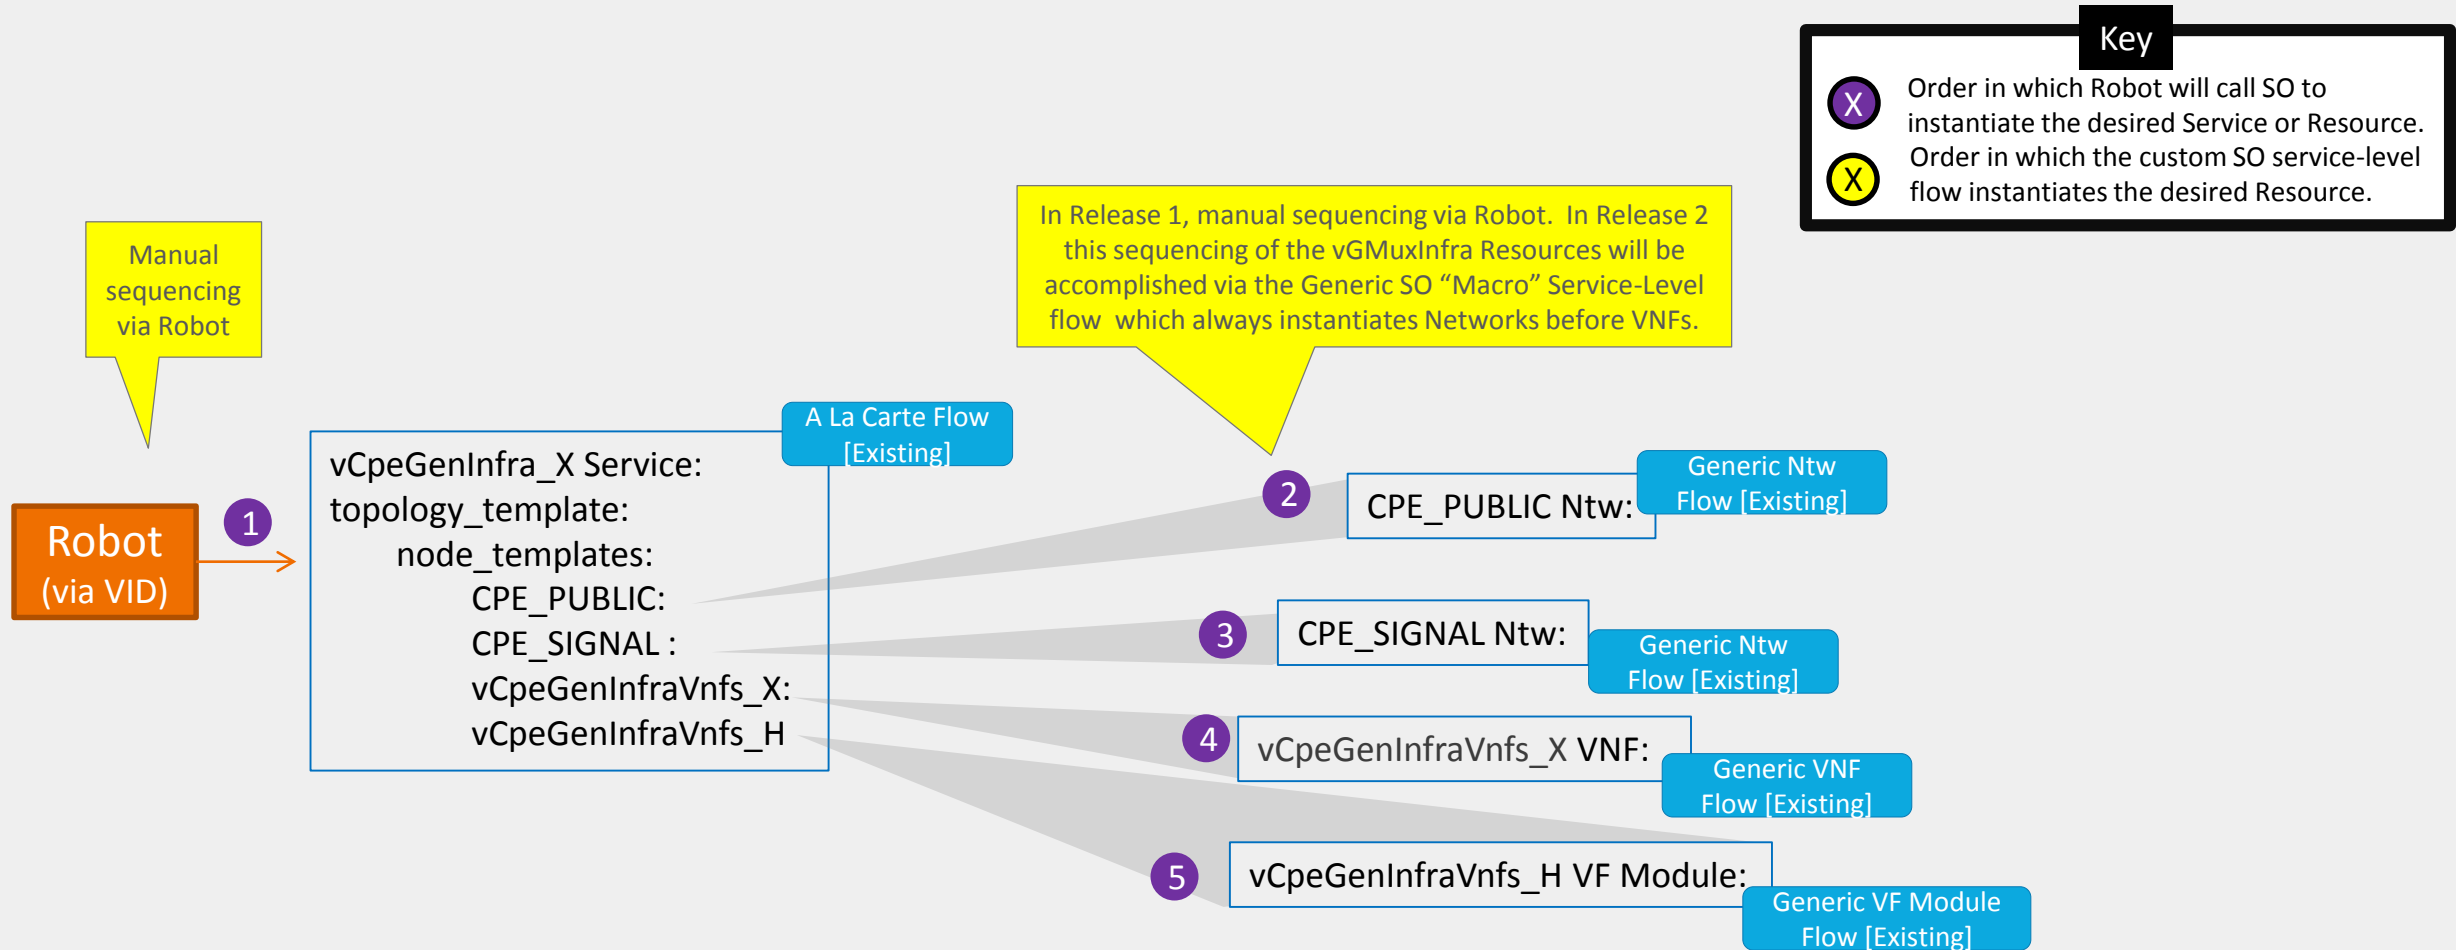 Key
X
Order in which Robot will call SO to
instantiate the desired Service or Resource.
X
Order in which the custom SO service-level
flow instantiates the desired Resource.
Manual
sequencing
via Robot
In Release 1, manual sequencing via Robot.  In Release 2
this sequencing of the vGMuxInfra Resources will be
accomplished via the Generic SO “Macro” Service-Level
flow  which always instantiates Networks before VNFs.
Robot
(via VID)
1
A La Carte Flow
[Existing]
vCpeGenInfra_X Service:
topology_template:
node_templates:
CPE_PUBLIC:
CPE_SIGNAL :
vCpeGenInfraVnfs_X:
vCpeGenInfraVnfs_H
2
CPE_PUBLIC Ntw:
Generic Ntw
Flow [Existing]
3
CPE_SIGNAL Ntw:
Generic Ntw
Flow [Existing]
4
vCpeGenInfraVnfs_X VNF:
Generic VNF
Flow [Existing]
5
vCpeGenInfraVnfs_H VF Module:
Generic VF Module
Flow [Existing]